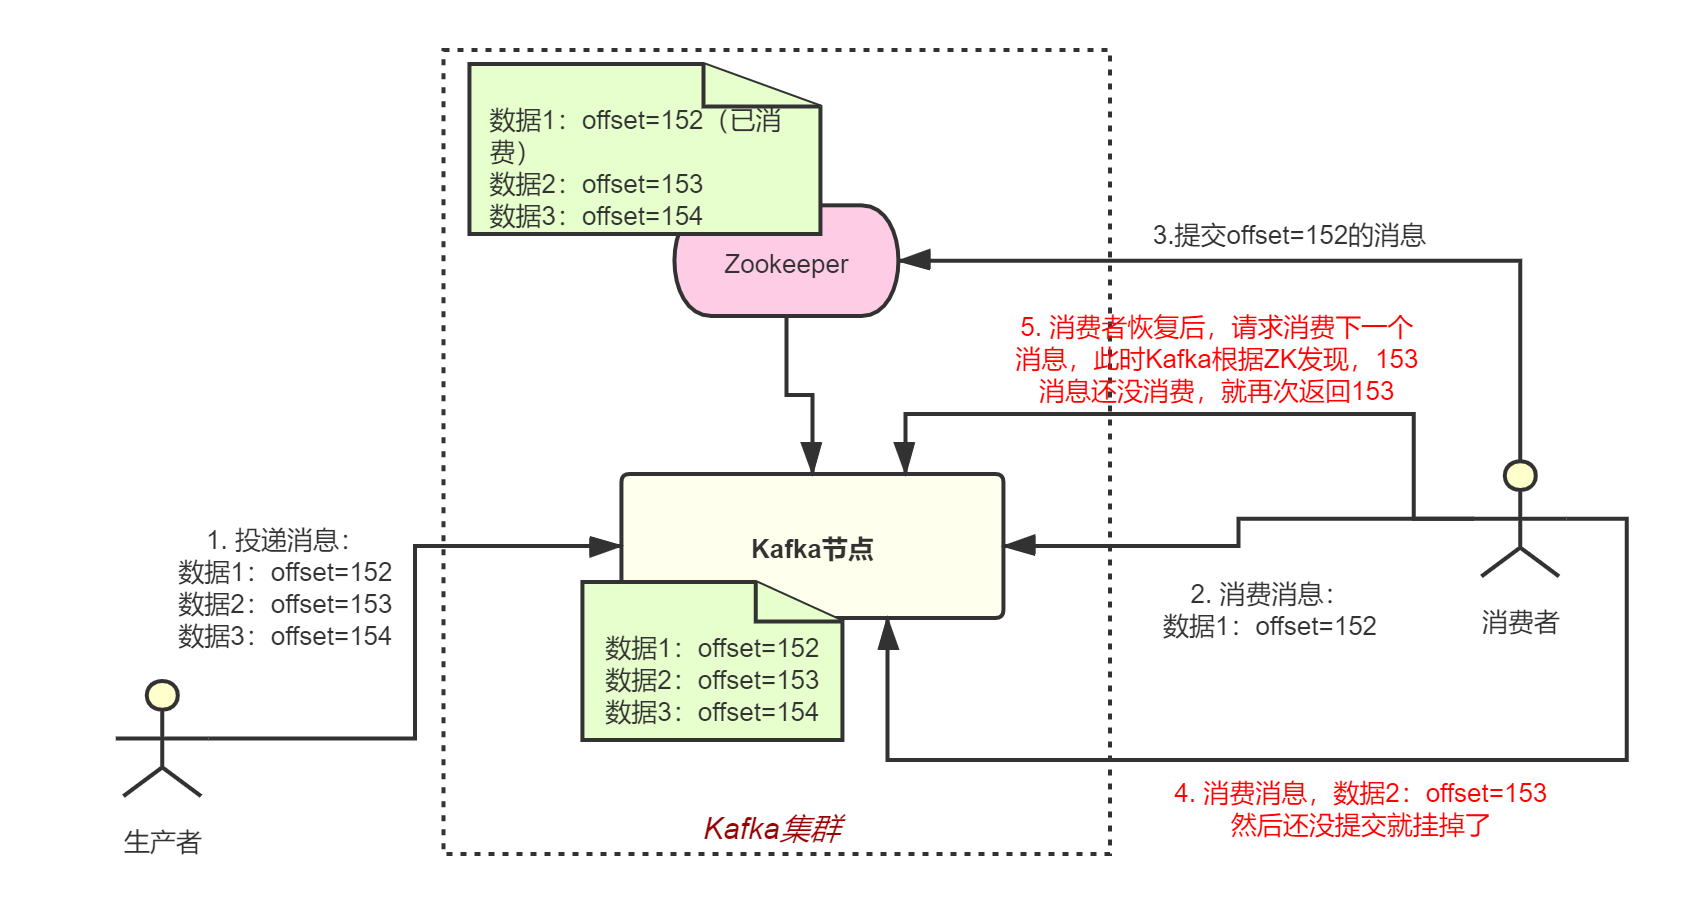 数据1：offset=152（已消
费）
数据2：offset=153
数据3：offset=154
Zookeeper
3.提交offset=152的消息
5. 消费者恢复后，请求消费下一个
消息，此时Kafka根据ZK发现，153
消息还没消费，就再次返回153
1. 投递消息：
数据1：offset=152
数据2：offset=153
数据3：offset=154
Kafka节点
2. 消费消息：
数据1：offset=152
消费者
数据1：offset=152
数据2：offset=153
数据3：offset=154
生产者
Kafka集群
4. 消费消息，数据2：offset=153
然后还没提交就挂掉了